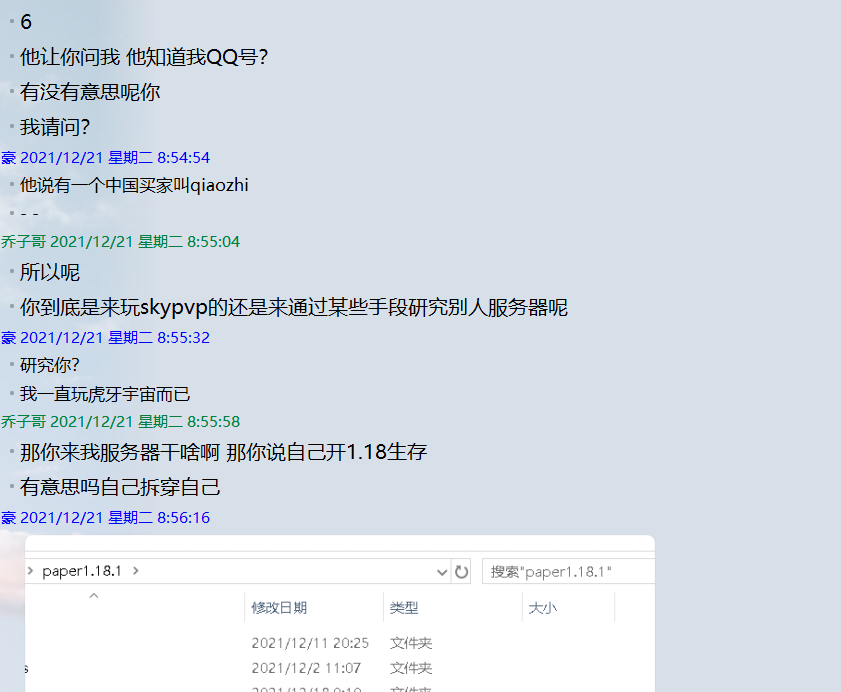 6
他让你问我 他知道我QQ号？
有没有意思呢你
我请问？
豪 2021/12/21 星期二 8:54:54
他说有一个中国买家叫qiaozhi
- -
乔子哥 2021/12/21 星期二 8:55:04
所以呢
你到底是来玩skypvp的还是来通过某些手段研究别人服务器呢
豪 2021/12/21 星期二 8:55:32
研究你？
我一直玩虎牙宇宙而已
乔子哥 2021/12/21 星期二 8:55:58
那你来我服务器干啥啊 那你说自己开1.18生存
有意思吗自己拆穿自己
豪 2021/12/21 星期二 8:56:16
paper1.18.1 搜索"paper1.18.1"
修改日期 类型 大小
2021/12/11 20:25 文件夹
s 2021/12/2 11:07 文件夹